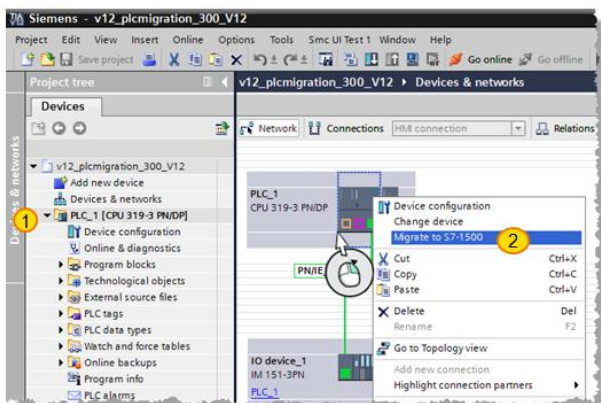 Siemens - v12_plcmigration_300_V12
Project Edit View Insert Online Options Tools Smc UI Test 1 Window Help
Save project Go online Go offline
Project tree
v12_plcmigration_300_V12 Devices & networks
Devices
Network Connections HMI connection Relations
Devices & networks
v12_plcmigration_300_V12
Add new device
Devices & networks
1
PLC_1 [CPU 319-3 PN/DP]
Device configuration
Online & diagnostics
Program blocks
Technological objects
External source files
PLC tags
PLC data types
Watch and force tables
Online backups
Program info
PLC alarms
PLC_1
CPU 319-3 PN/DP
PN/IE_
IO device_1
IM 151-3PN
PLC_1
Device configuration
Change device
Migrate to S7-1500
2
Cut Ctrl+X
Copy Ctrl+C
Paste Ctrl+V
Delete Del
Rename F2
Go to Topology view
Add new connection
Highlight connection partners